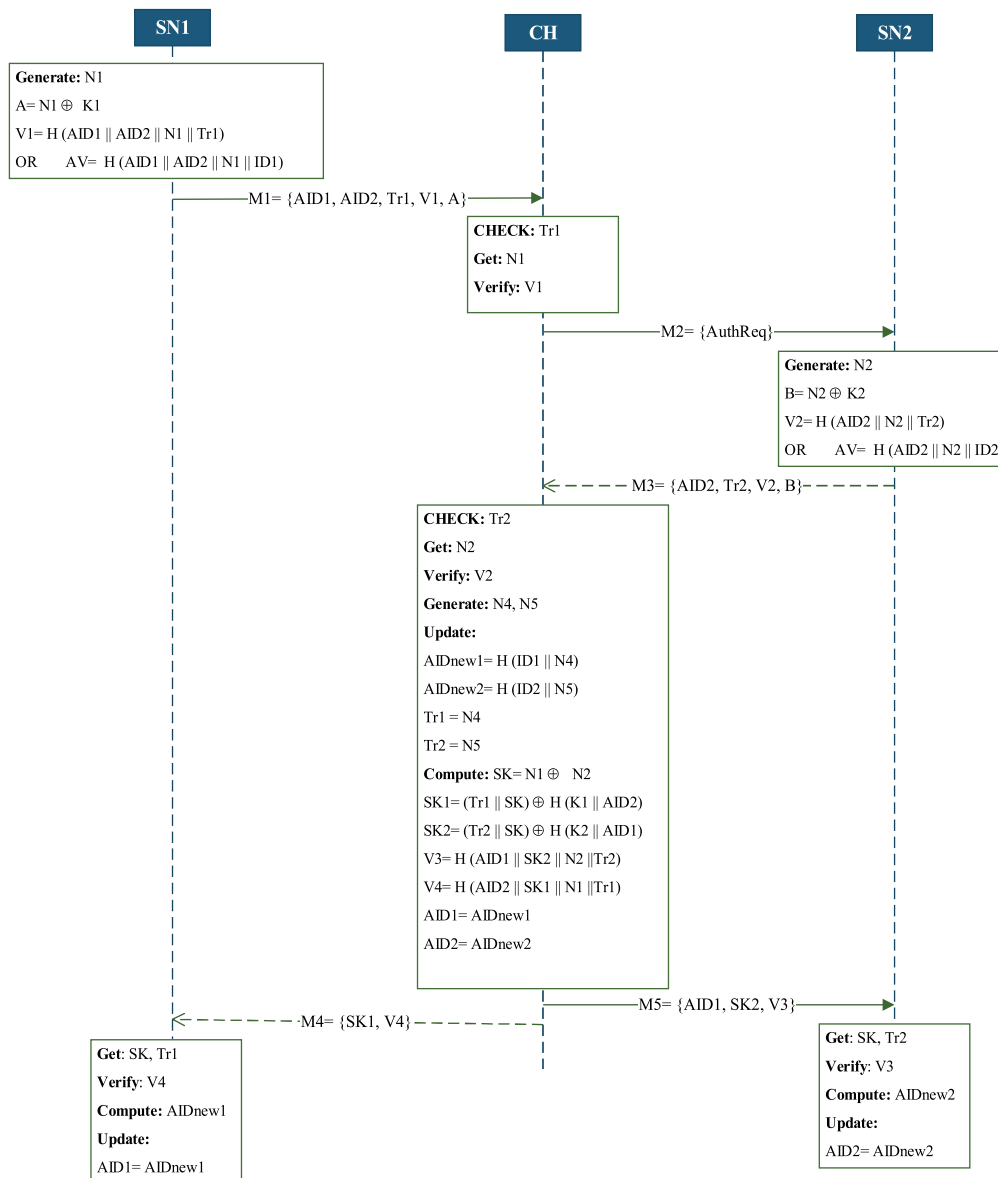 SN1
CH
SN2
Generate: N1
A= N1 ⊕ K1
V1= H (AID1 || AID2 || N1 || Tr1)
OR AV= H (AID1 || AID2 || N1 || ID1)
M1= {AID1, AID2, Tr1, V1, A}
CHECK: Tr1
Get: N1
Verify: V1
M2= {AuthReq}
Generate: N2
B= N2 ⊕ K2
V2= H (AID2 || N2 || Tr2)
OR AV= H (AID2 || N2 || ID2
M3= {AID2, Tr2, V2, B}
CHECK: Tr2
Get: N2
Verify: V2
Generate: N4, N5
Update:
AIDnew1= H (ID1 || N4)
AIDnew2= H (ID2 || N5)
Tr1 = N4
Tr2 = N5
Compute: SK= N1 ⊕ N2
SK1= (Tr1 || SK) ⊕ H (K1 || AID2)
SK2= (Tr2 || SK) ⊕ H (K2 || AID1)
V3= H (AID1 || SK2 || N2 ||Tr2)
V4= H (AID2 || SK1 || N1 ||Tr1)
AID1= AIDnew1
AID2= AIDnew2
M5= {AID1, SK2, V3}
M4= {SK1, V4}
Get: SK, Tr1
Verify: V4
Compute: AIDnew1
Update:
AID1= AIDnew1
Get: SK, Tr2
Verify: V3
Compute: AIDnew2
Update:
AID2= AIDnew2